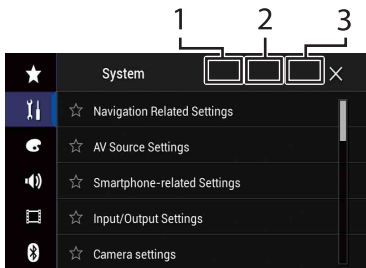 1 2 3
System
Navigation Related Settings
AV Source Settings
Smartphone-related Settings
Input/Output Settings
Camera settings